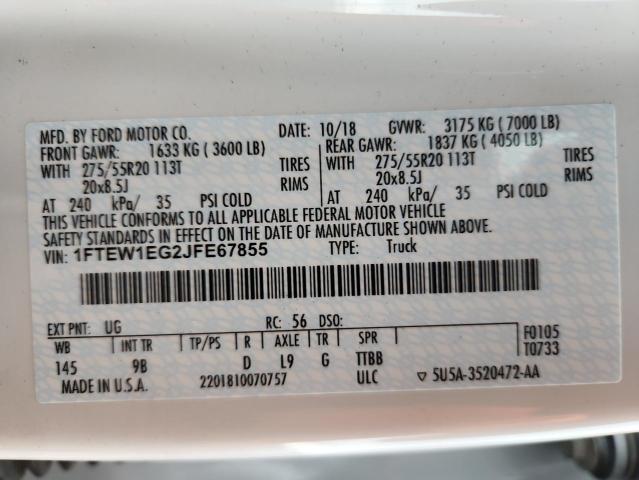 MFD. BY FORD MOTOR CO. DATE: 10/18 GVWR: 3175 KG ( 7000 LB)
FRONT GAWR: 1633 KG ( 3600 LB) REAR GAWR: 1837 KG ( 4050 LB)
WITH 275/55R20 113T TIRES WITH 275/55R20 113T TIRES
20x8.5J RIMS 20x8.5J RIMS
AT 240 kPa/ 35 PSI COLD AT 240 kPa/ 35 PSI COLD
THIS VEHICLE CONFORMS TO ALL APPLICABLE FEDERAL MOTOR VEHICLE
SAFETY STANDARDS IN EFFECT ON THE DATE OF MANUFACTURE SHOWN ABOVE.
VIN: 1FTEW1EG2JFE67855 TYPE: Truck
EXT PNT: UG RC: 56 DSO:
WB INT TR TP/PS R AXLE TR SPR F0105
145 9B D L9 G TTBB T0733
MADE IN U.S.A. 2201810070757 ULC ▽ 5U5A-3520472-AA